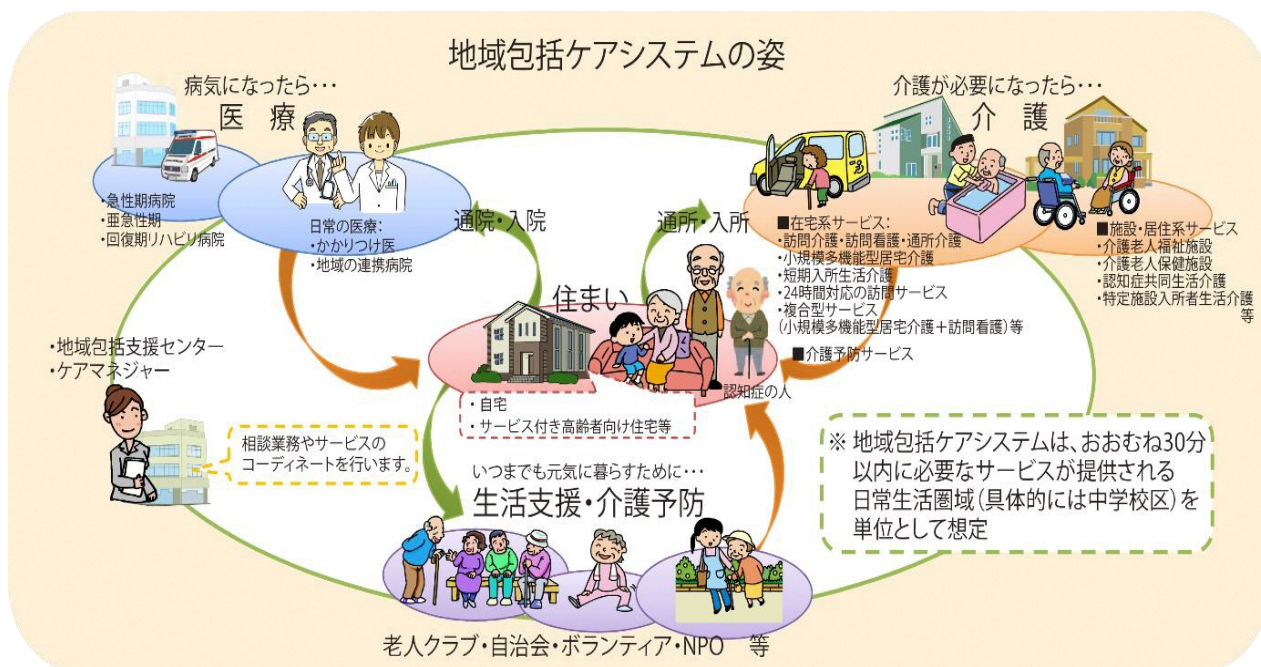 地域包括ケアシステムの姿
病気になったら･･･
医　療
・急性期病院
・亜急性期
・回復期リハビリ病院
日常の医療：
・かかりつけ医
・地域の連携病院
通院・入院
通所・入所
介護が必要になったら･･･
介　護
■在宅系サービス：
・訪問介護・訪問看護・通所介護
・小規模多機能型居宅介護
・短期入所生活介護
・24時間対応の訪問サービス
・複合型サービス
（小規模多機能型居宅介護＋訪問看護）等
■介護予防サービス
■施設・居住系サービス
・介護老人福祉施設
・介護老人保健施設
・認知症共同生活介護
・特定施設入所者生活介護
等
住まい
認知症の人
・自宅
・サービス付き高齢者向け住宅等
・地域包括支援センター
・ケアマネジャー
相談業務やサービスの
コーディネートを行います。
いつまでも元気に暮らすために･･･
生活支援・介護予防
老人クラブ・自治会・ボランティア・NPO　等
※ 地域包括ケアシステムは、おおむね30分
以内に必要なサービスが提供される
日常生活圏域（具体的には中学校区）を
単位として想定